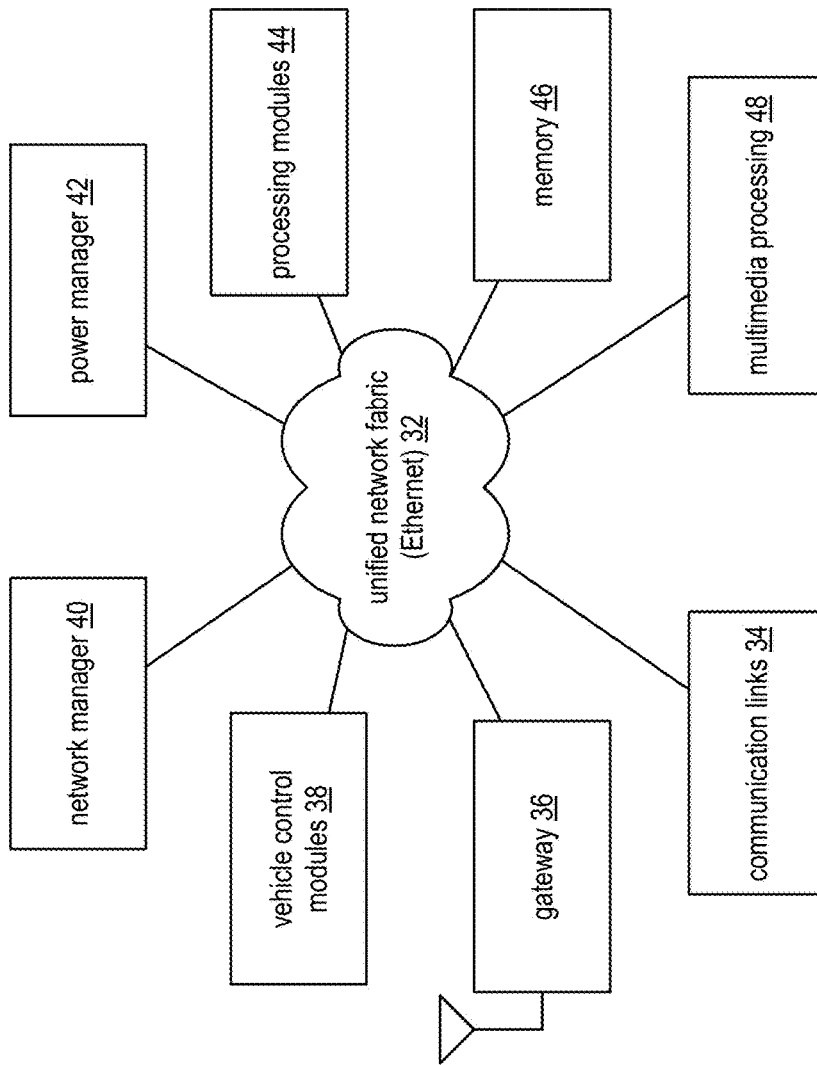 network manager 40
power manager 42
vehicle control
modules 38
processing modules 44
unified network fabric
(Ethernet) 32
gateway 36
memory 46
communication links 34
multimedia processing 48